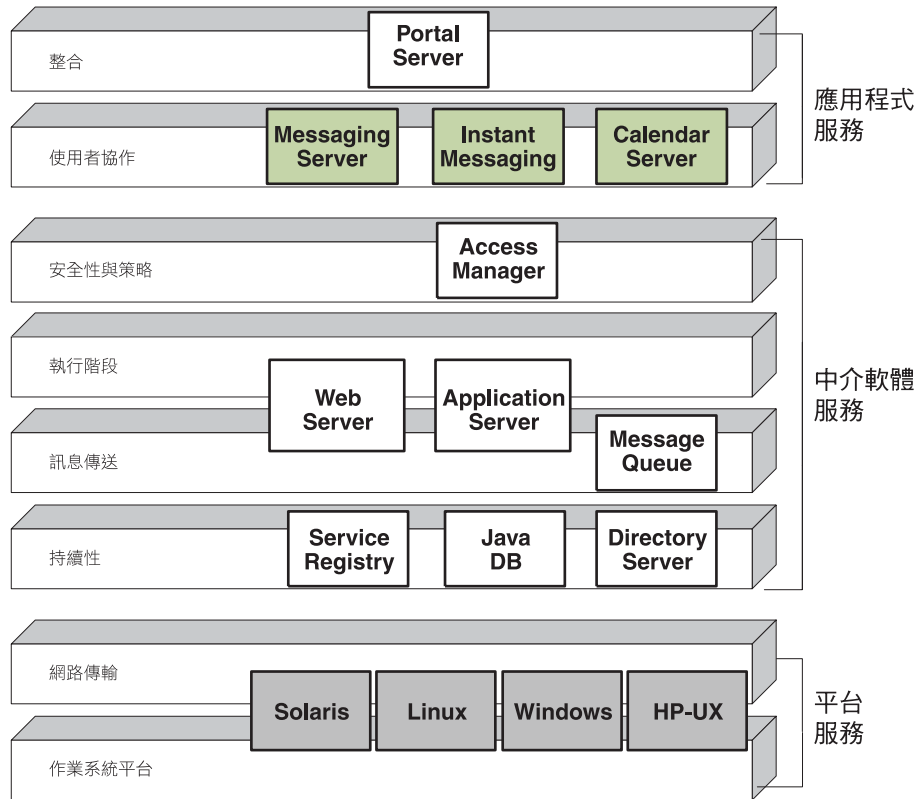 整合
Portal
Server
使用者協作
Messaging
Server
Instant
Messaging
Calendar
Server
應用程式
服務
安全性與策略
Access
Manager
執行階段
Web
Server
Application
Server
訊息傳送
Message
Queue
持續性
Service
Registry
Java
DB
Directory
Server
中介軟體
服務
網路傳輸
Solaris
Linux
Windows
HP-UX
作業系統平台
平台
服務